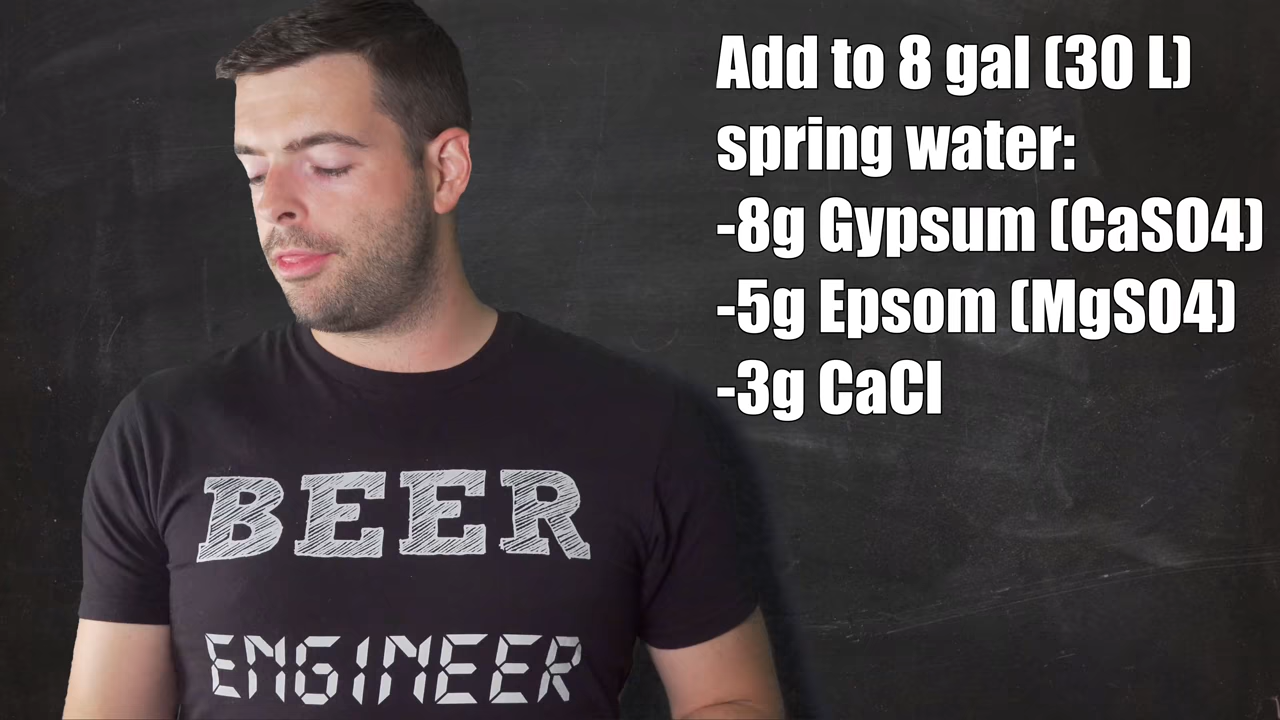 Add to 8 gal (30 L)
spring water:
-8g Gypsum (CaSO4)
-5g Epsom (MgSO4)
-3g CaCl
BEER
ENGINEER